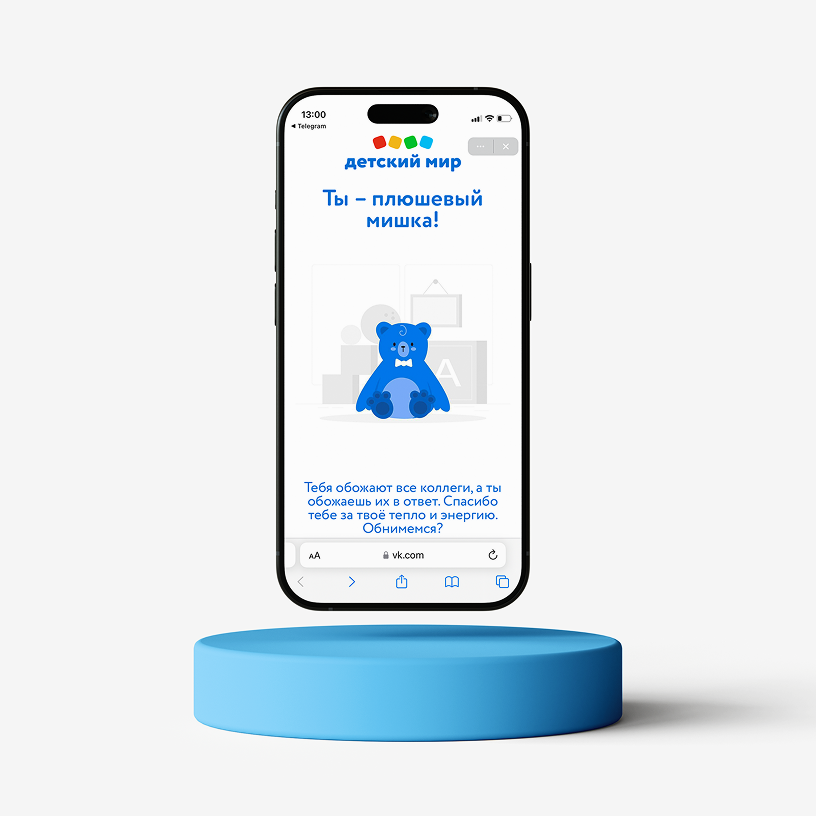 13:00
◀ Telegram
детский мир
Ты – плюшевый
мишка!
А
Тебя обожают все коллеги, а ты
обожаешь их в ответ. Спасибо
тебе за твоё тепло и энергию.
Обнимемся?
АА
vk.com